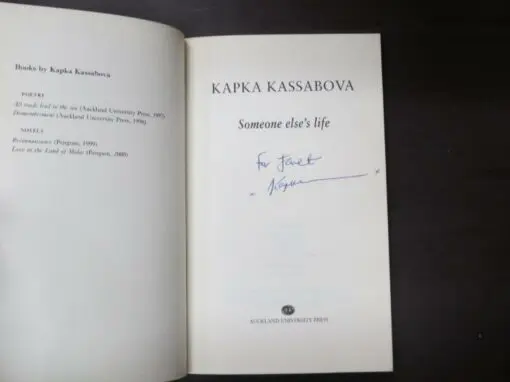 Books by Kapka Kassabova
POETRY
All roads lead to the sea (Auckland University Press, 1997)
Dismemberment (Auckland University Press, 1998)
NOVELS
Reconnaissance (Penguin, 1999)
Love in the Land of Midas (Penguin, 2000)
KAPKA KASSABOVA
Someone else's life
For Janet
Kapka
AUCKLAND UNIVERSITY PRESS